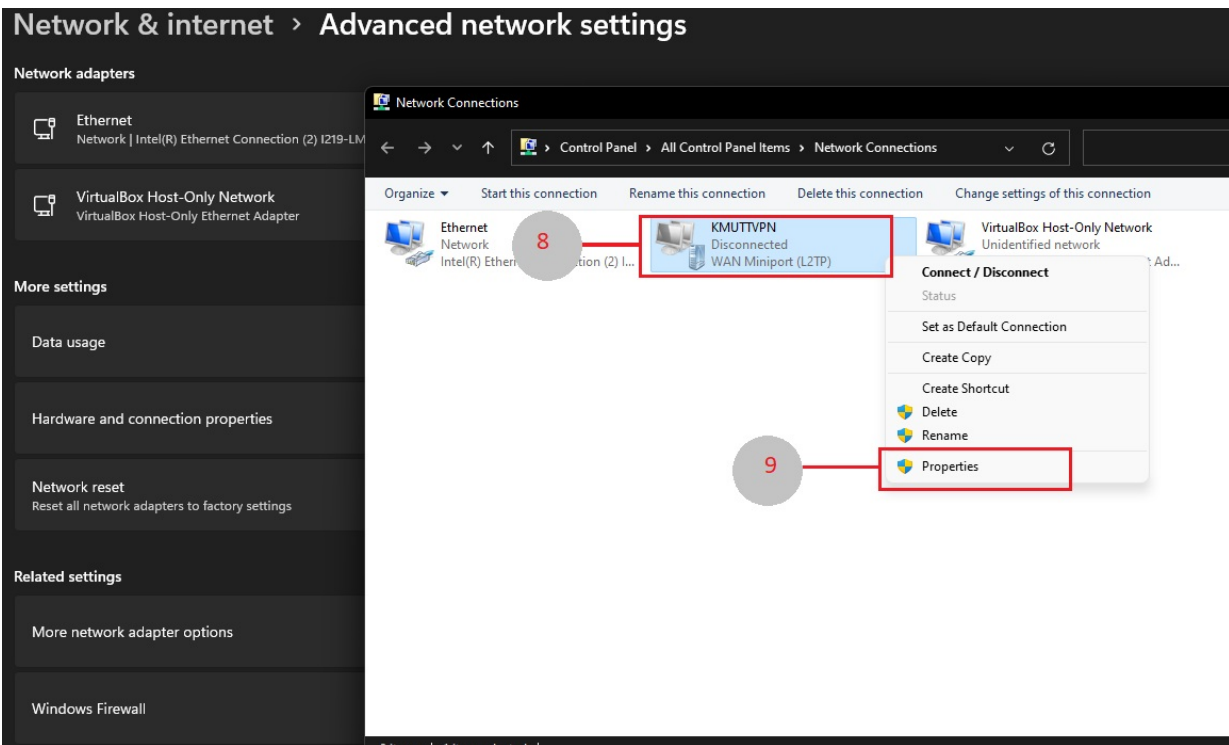 Network & internet › Advanced network settings
Network adapters
Ethernet
Network | Intel(R) Ethernet Connection (2) I219-LM
VirtualBox Host-Only Network
VirtualBox Host-Only Ethernet Adapter
More settings
Data usage
Hardware and connection properties
Network reset
Reset all network adapters to factory settings
Related settings
More network adapter options
Windows Firewall
Network Connections
Control Panel › All Control Panel Items › Network Connections
Organize Start this connection Rename this connection Delete this connection Change settings of this connection
Ethernet
Network
Intel(R) (2) I...
8
KMUTTVPN
Disconnected
WAN Miniport (L2TP)
VirtualBox Host-Only Network
Unidentified network
Ad...
Connect / Disconnect
Status
Set as Default Connection
Create Copy
Create Shortcut
Delete
Rename
9
Properties